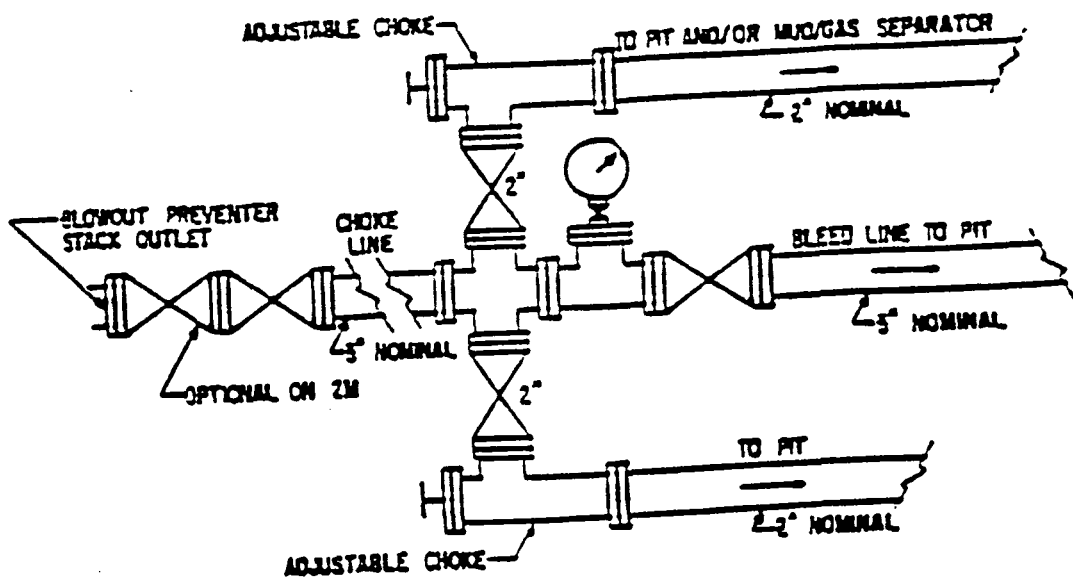 ADJUSTABLE CHOKE
TO PIT AND/OR MUD/GAS SEPARATOR
2" NOMINAL
2"
BLOWOUT PREVENTER
STACK OUTLET
CHOKE
LINE
BLEED LINE TO PIT
3" NOMINAL
3" NOMINAL
OPTIONAL ON 2M
2"
TO PIT
2" NOMINAL
ADJUSTABLE CHOKE